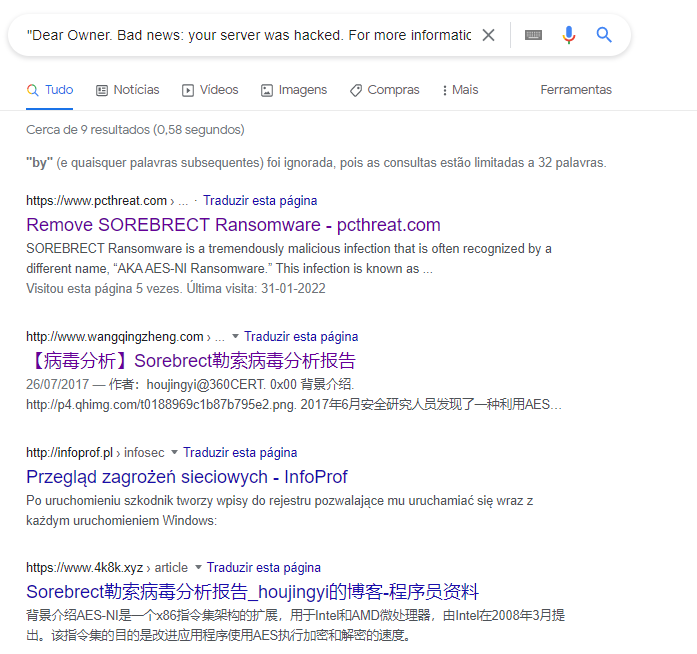 "Dear Owner. Bad news: your server was hacked. For more informatic
Tudo Notícias Vídeos Imagens Compras Mais Ferramentas
Cerca de 9 resultados (0,58 segundos)
"by" (e quaisquer palavras subsequentes) foi ignorada, pois as consultas estão limitadas a 32 palavras.
https://www.pcthreat.com › ... · Traduzir esta página
Remove SOREBRECT Ransomware - pcthreat.com
SOREBRECT Ransomware is a tremendously malicious infection that is often recognized by a
different name, “AKA AES-NI Ransomware.” This infection is known as ...
Visitou esta página 5 vezes. Última visita: 31-01-2022
http://www.wangqingzheng.com › ... Traduzir esta página
【病毒分析】Sorebrect勒索病毒分析报告
26/07/2017 — 作者：houjingyi@360CERT. 0x00 背景介绍.
http://p4.qhimg.com/t0188969c1b87b795e2.png. 2017年6月安全研究人员发现了一种利用AES…
http://infoprof.pl › infosec Traduzir esta página
Przegląd zagrożeń sieciowych - InfoProf
Po uruchomieniu szkodnik tworzy wpisy do rejestru pozwalające mu uruchamiać się wraz z
każdym uruchomieniem Windows:
https://www.4k8k.xyz › article Traduzir esta página
Sorebrect勒索病毒分析报告_houjingyi的博客-程序员资料
背景介绍AES-NI是一个x86指令集架构的扩展，用于Intel和AMD微处理器，由Intel在2008年3月提
出。该指令集的目的是改进应用程序使用AES执行加密和解密的速度。